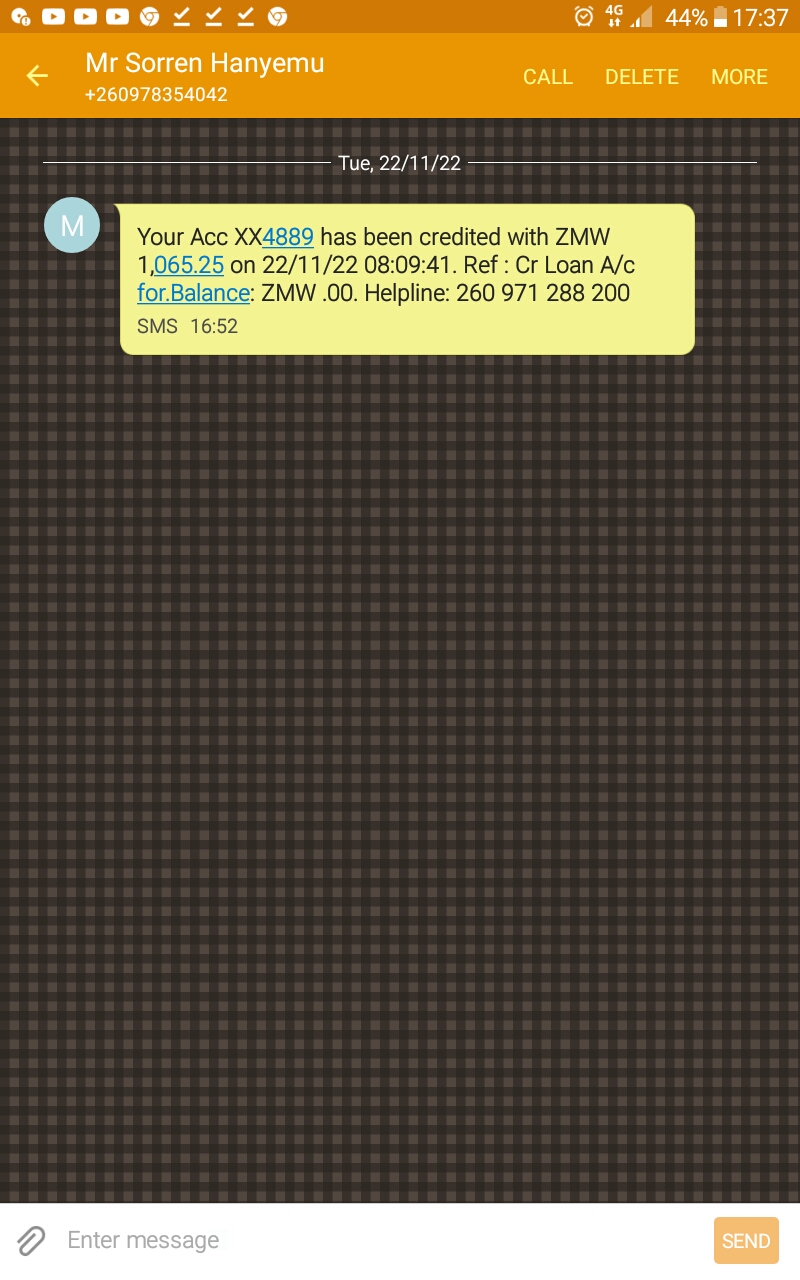 4G 44% 17:37
Mr Sorren Hanyemu
+260978354042
CALL DELETE MORE
Tue, 22/11/22
M
Your Acc XX4889 has been credited with ZMW
1,065.25 on 22/11/22 08:09:41. Ref : Cr Loan A/c
for.Balance: ZMW .00. Helpline: 260 971 288 200
SMS 16:52
Enter message
SEND